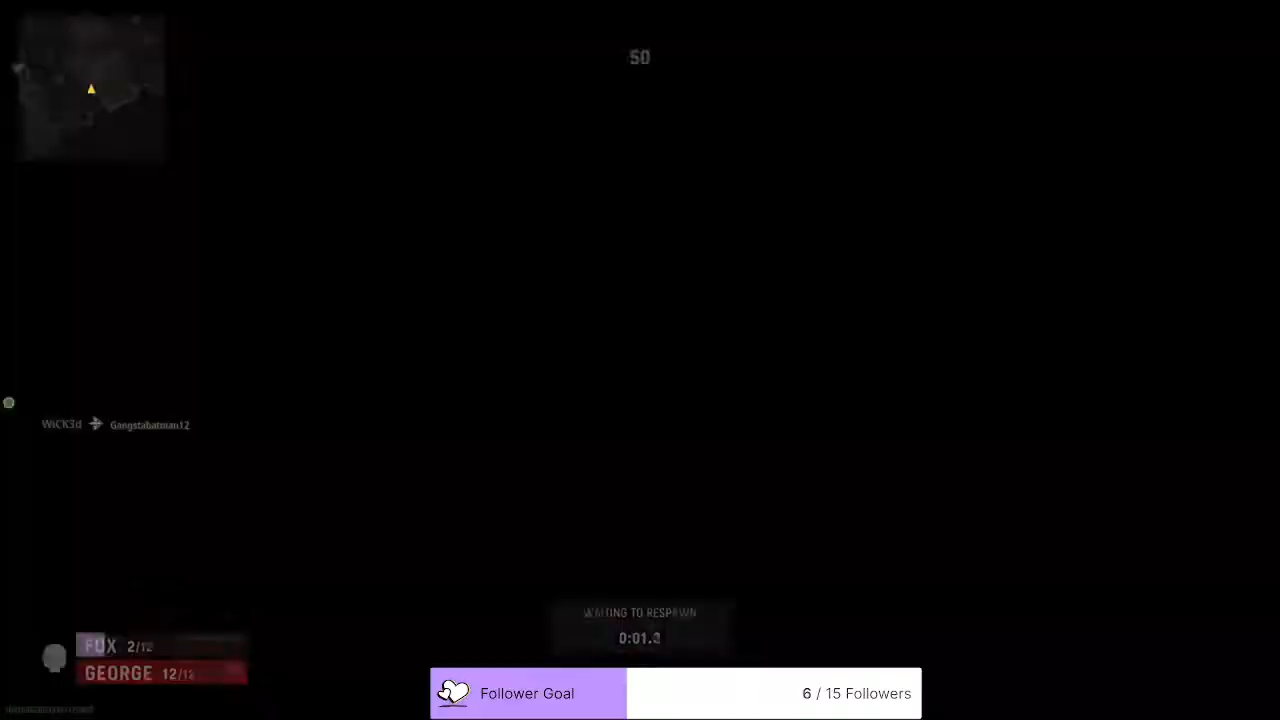 50
WiCK3d Gangstabatman12
WAITING TO RESPAWN
0:01.3
FUX 2/12
GEORGE 12/12
Follower Goal 6 / 15 Followers